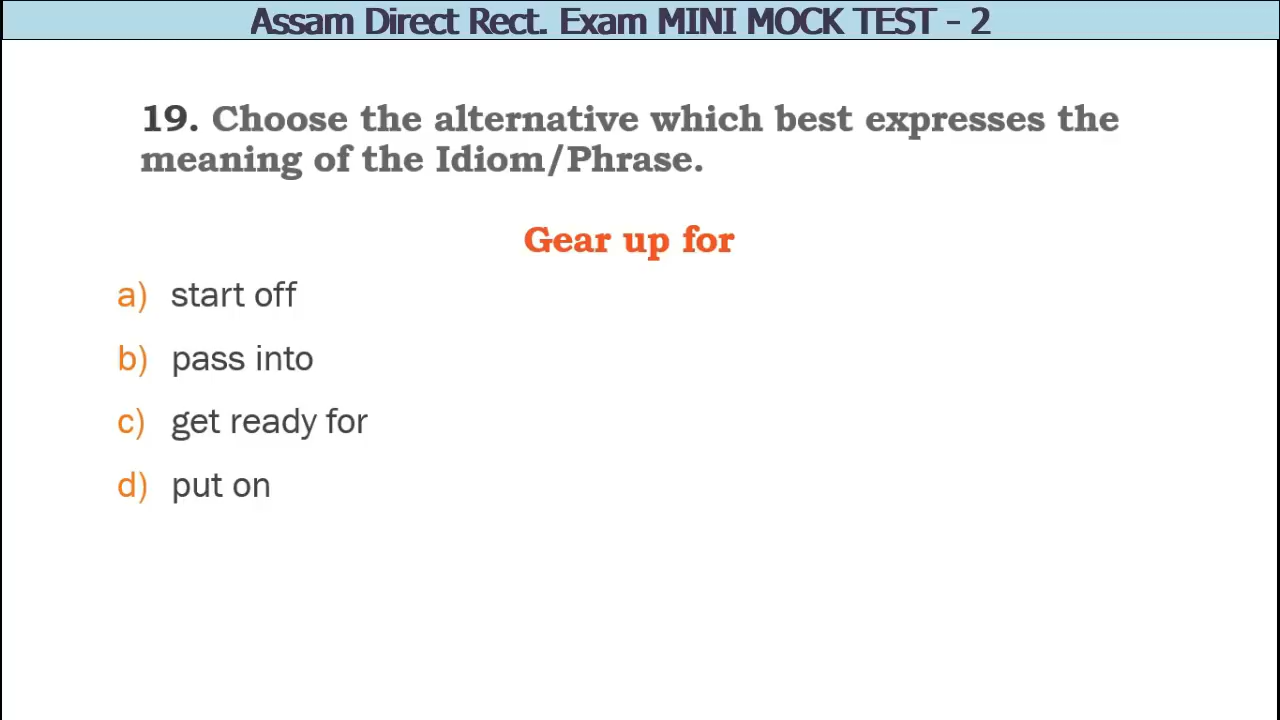 Assam Direct Rect. Exam MINI MOCK TEST - 2
19. Choose the alternative which best expresses the
meaning of the Idiom/Phrase.
Gear up for
a) start off
b) pass into
c) get ready for
d) put on